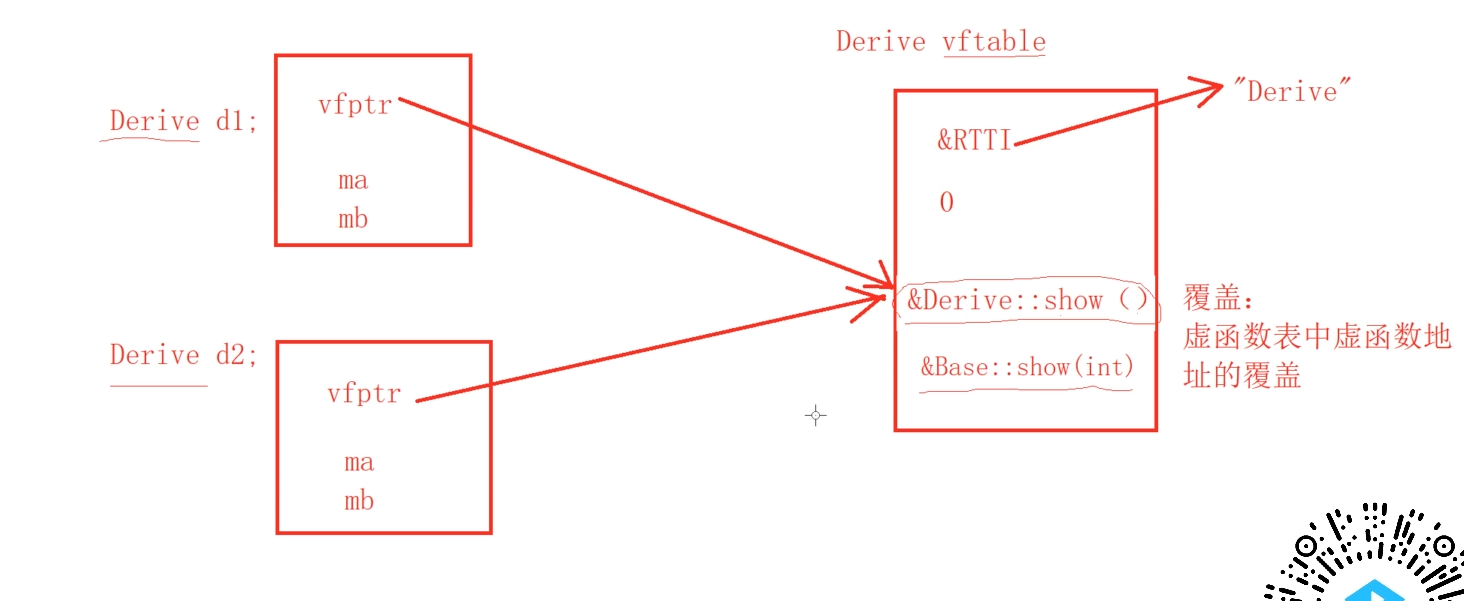 Derive vftable
"Derive"
vfptr
Derive d1;
&RTTI
ma
0
mb
&Derive::show（）
覆盖：
虚函数表中虚函数地
址的覆盖
Derive d2;
&Base::show(int)
vfptr
ma
mb